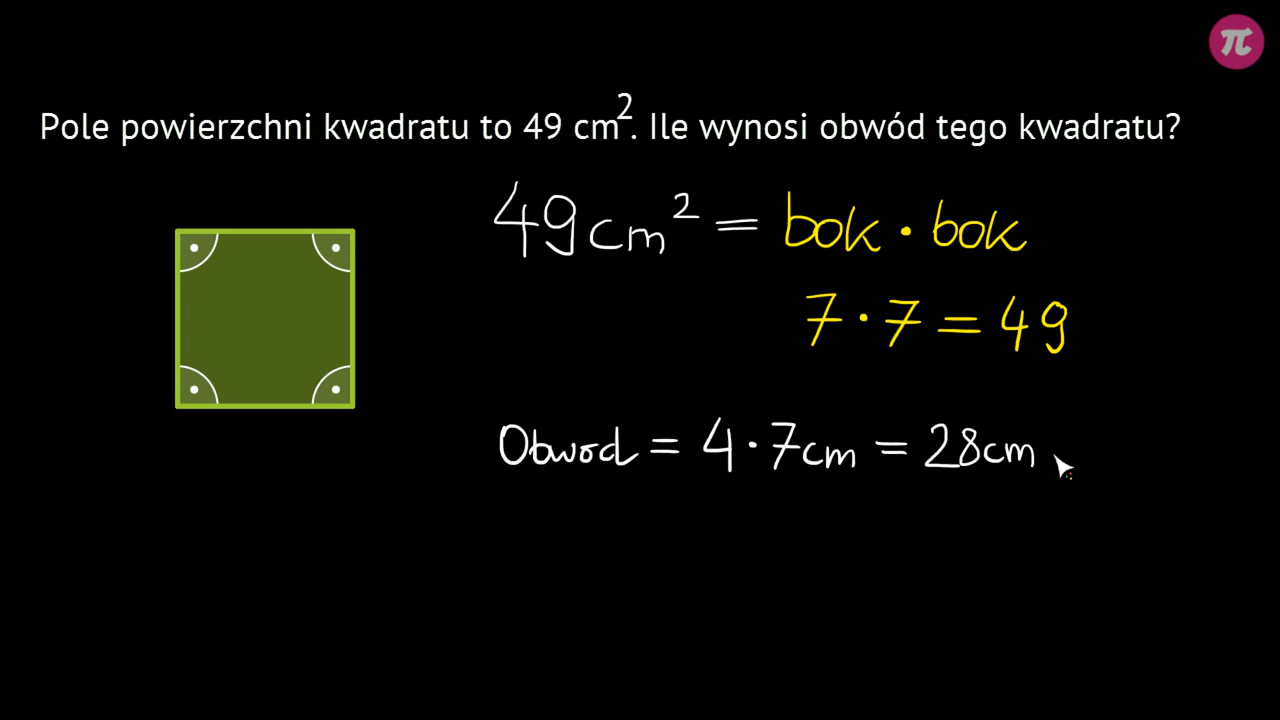 π
Pole powierzchni kwadratu to 49 cm². Ile wynosi obwód tego kwadratu?
49cm² = bok · bok
7 · 7 = 49
Obwod = 4 · 7cm = 28cm